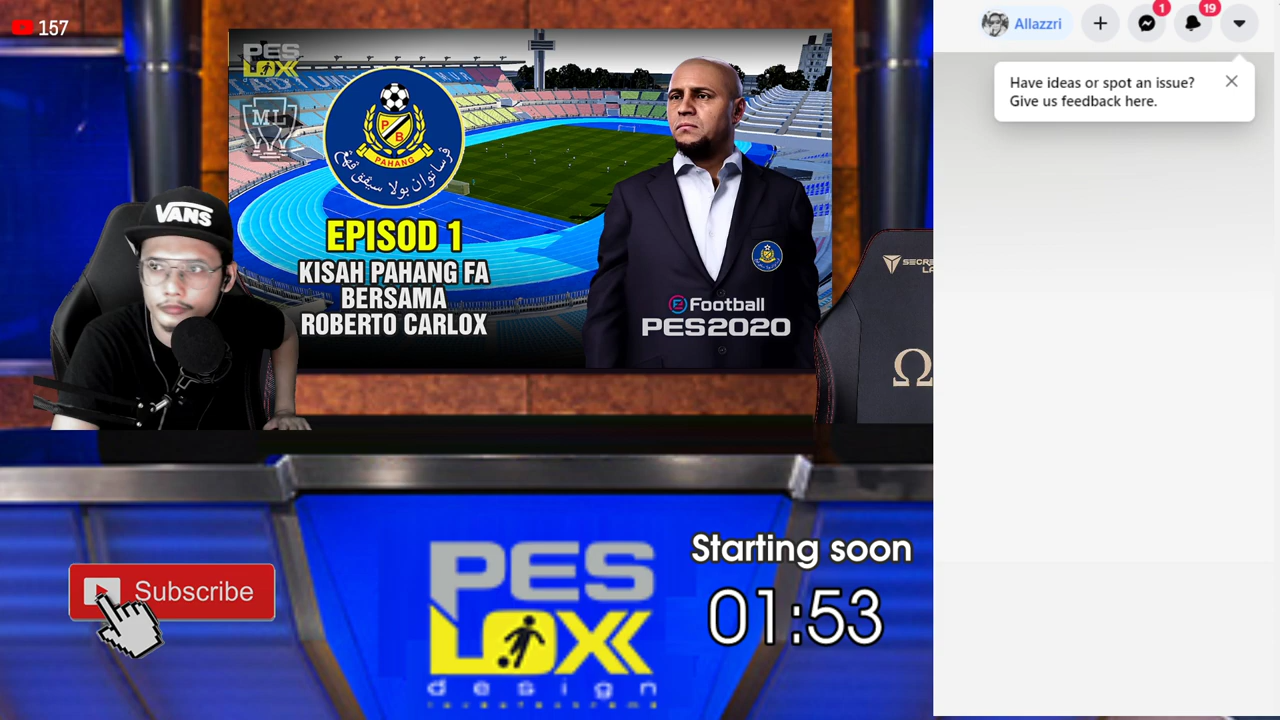 157
PES
LOX
ML
P B
PAHANG
EPISOD 1
KISAH PAHANG FA
BERSAMA
ROBERTO CARLOX
eFootball
PES2020
VANS
Ω
Subscribe
PES
LOX
design
Starting soon
01:53
Allazzri
1
19
Have ideas or spot an issue?
Give us feedback here.